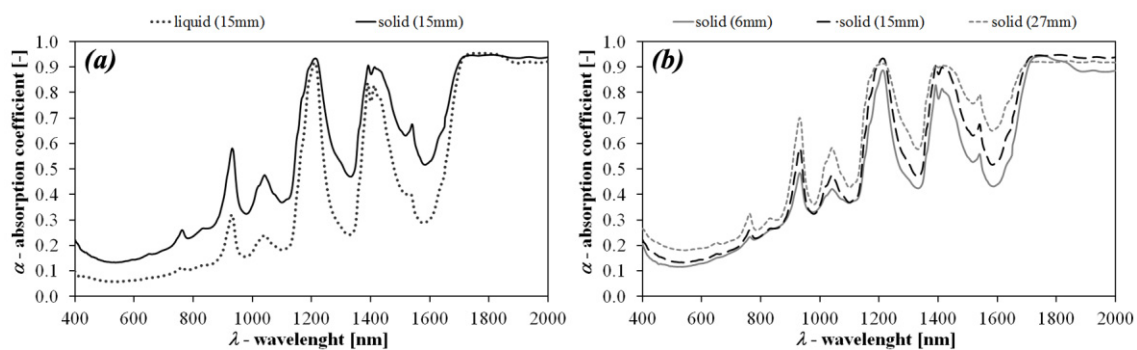 liquid (15mm) solid (15mm)
(a)
α - absorption coefficient [-]
1.0
0.9
0.8
0.7
0.6
0.5
0.4
0.3
0.2
0.1
0.0
400 600 800 1000 1200 1400 1600 1800 2000
λ - wavelenght [nm]
solid (6mm) solid (15mm) solid (27mm)
(b)
α - absorption coefficient [-]
1.0
0.9
0.8
0.7
0.6
0.5
0.4
0.3
0.2
0.1
0.0
400 600 800 1000 1200 1400 1600 1800 2000
λ - wavelenght [nm]